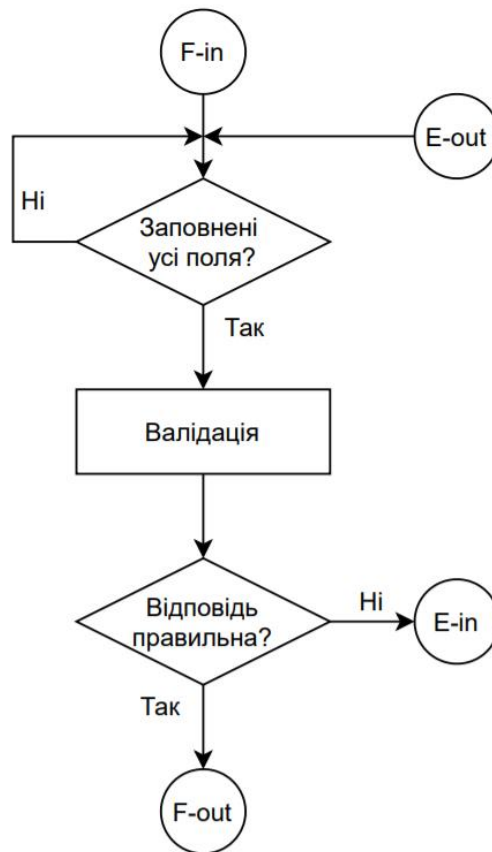 F-in
E-out
Ні
Заповнені
усі поля?
Так
Валідація
Відповідь
правильна?
Ні
E-in
Так
F-out